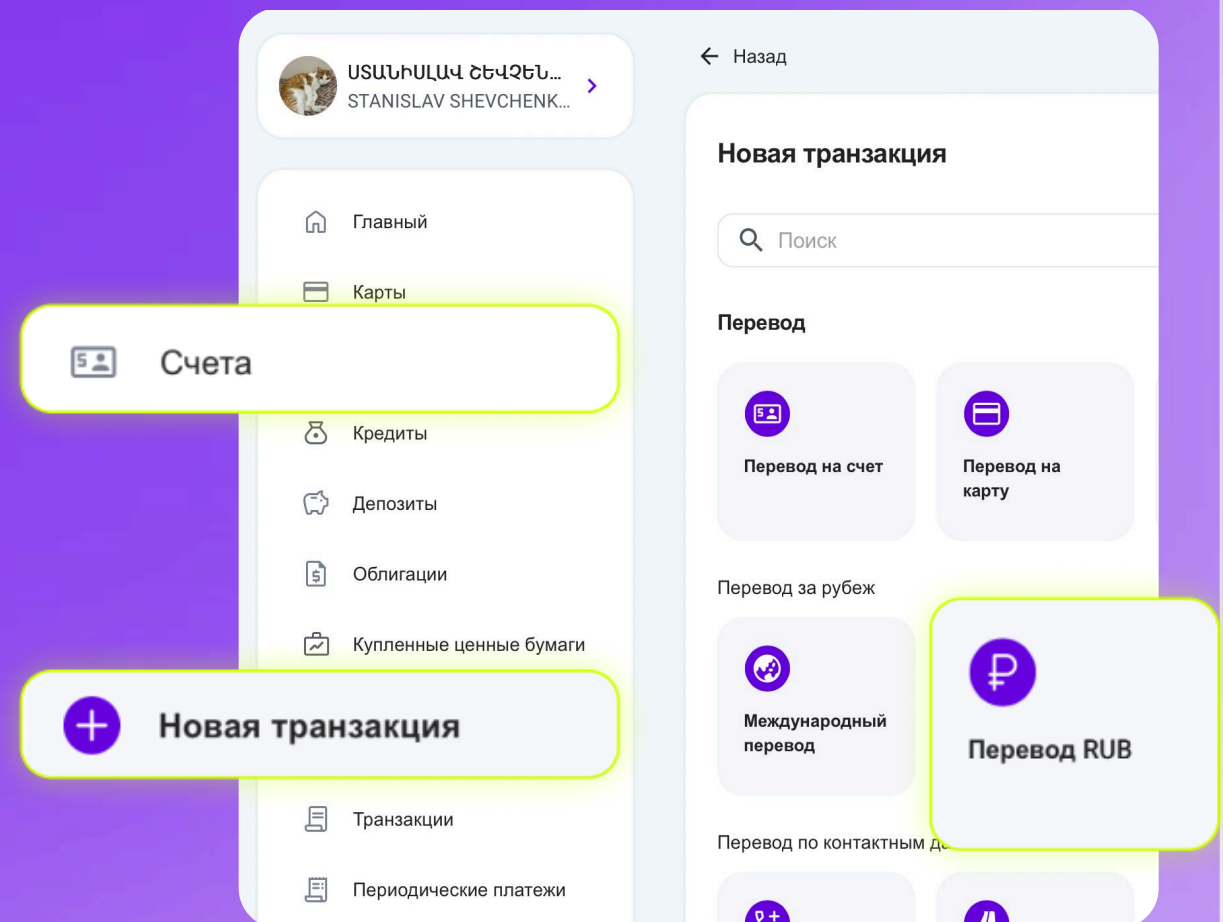 ՍՏԱՆԻՍԼԱՎ ՇԵՎՉԵՆ...
STANISLAV SHEVCHENK...
Главный
Карты
Счета
Кредиты
Депозиты
Облигации
Купленные ценные бумаги
Новая транзакция
Транзакции
Периодические платежи
Назад
Новая транзакция
Поиск
Перевод
Перевод на счет
Перевод на
карту
Перевод за рубеж
Международный
перевод
Перевод RUB
Перевод по контактным